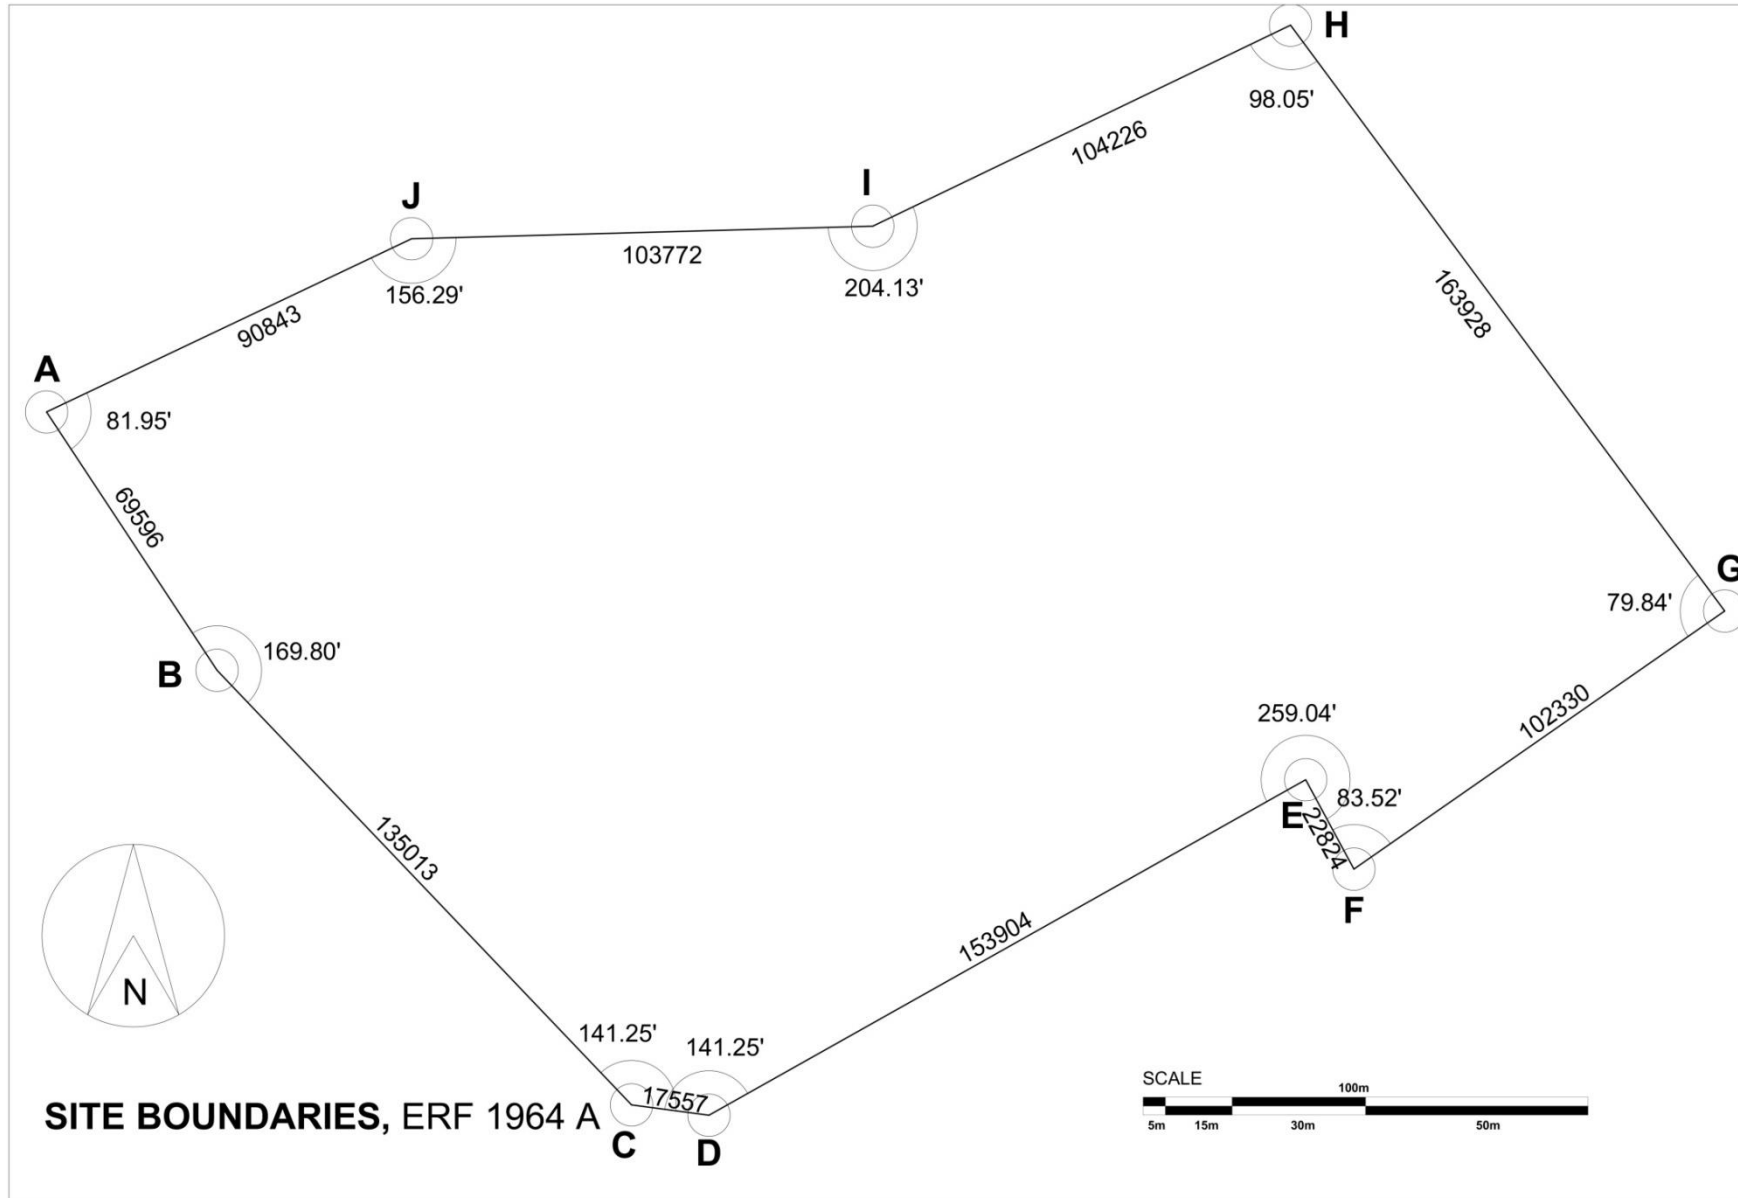 H
98.05'
104226
J
I
103772
156.29'
204.13'
163928
90843
A
81.95'
G
79.84'
69596
B
169.80'
102330
259.04'
E
83.52'
22824
F
135013
153904
N
141.25'
141.25'
17557
C
D
SITE BOUNDARIES, ERF 1964 A
SCALE
100m
5m 15m 30m 50m